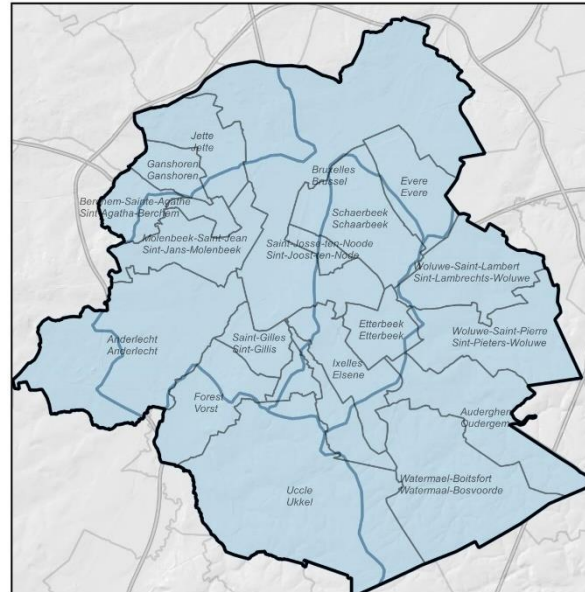 Jette
Jette
Ganshoren
Ganshoren
Bruxelles
Brussel
Evere
Evere
Berchem-Sainte-Agathe
Sint-Agatha-Berchem
Schaerbeek
Schaarbeek
Molenbeek-Saint-Jean
Sint-Jans-Molenbeek
Saint-Josse-ten-Noode
Sint-Joost-ten-Node
Woluwe-Saint-Lambert
Sint-Lambrechts-Woluwe
Anderlecht
Anderlecht
Saint-Gilles
Sint-Gillis
Etterbeek
Etterbeek
Woluwe-Saint-Pierre
Sint-Pieters-Woluwe
Ixelles
Elsene
Forest
Vorst
Auderghem
Oudergem
Uccle
Ukkel
Watermael-Boitsfort
Watermaal-Bosvoorde